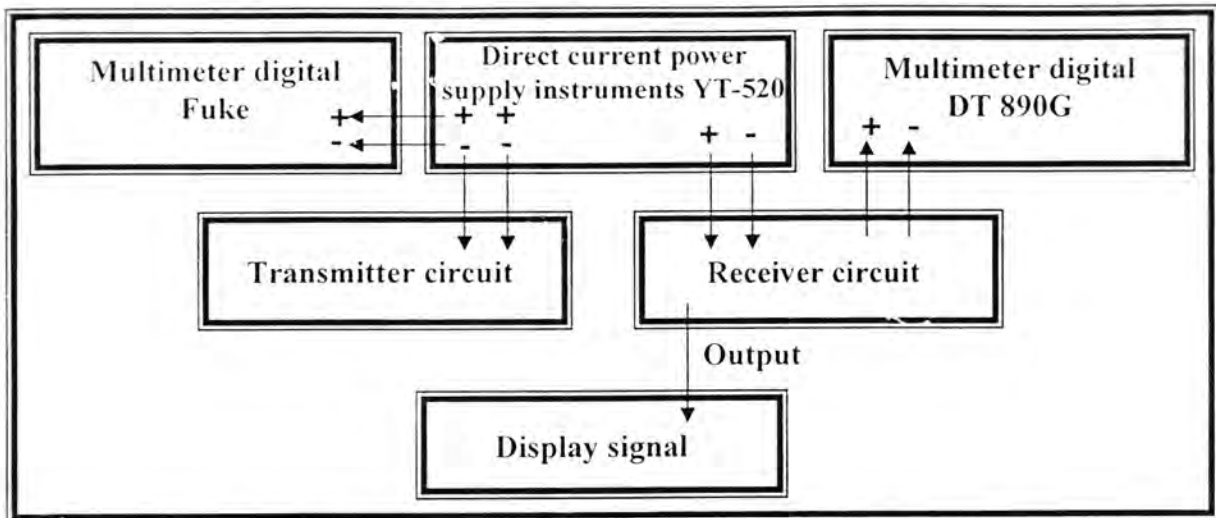 Multimeter digital
Fuke
+
-
Direct current power
supply instruments YT-520
+ +
- -
+ -
Multimeter digital
DT 890G
+ -
Transmitter circuit
Receiver circuit
Output
Display signal